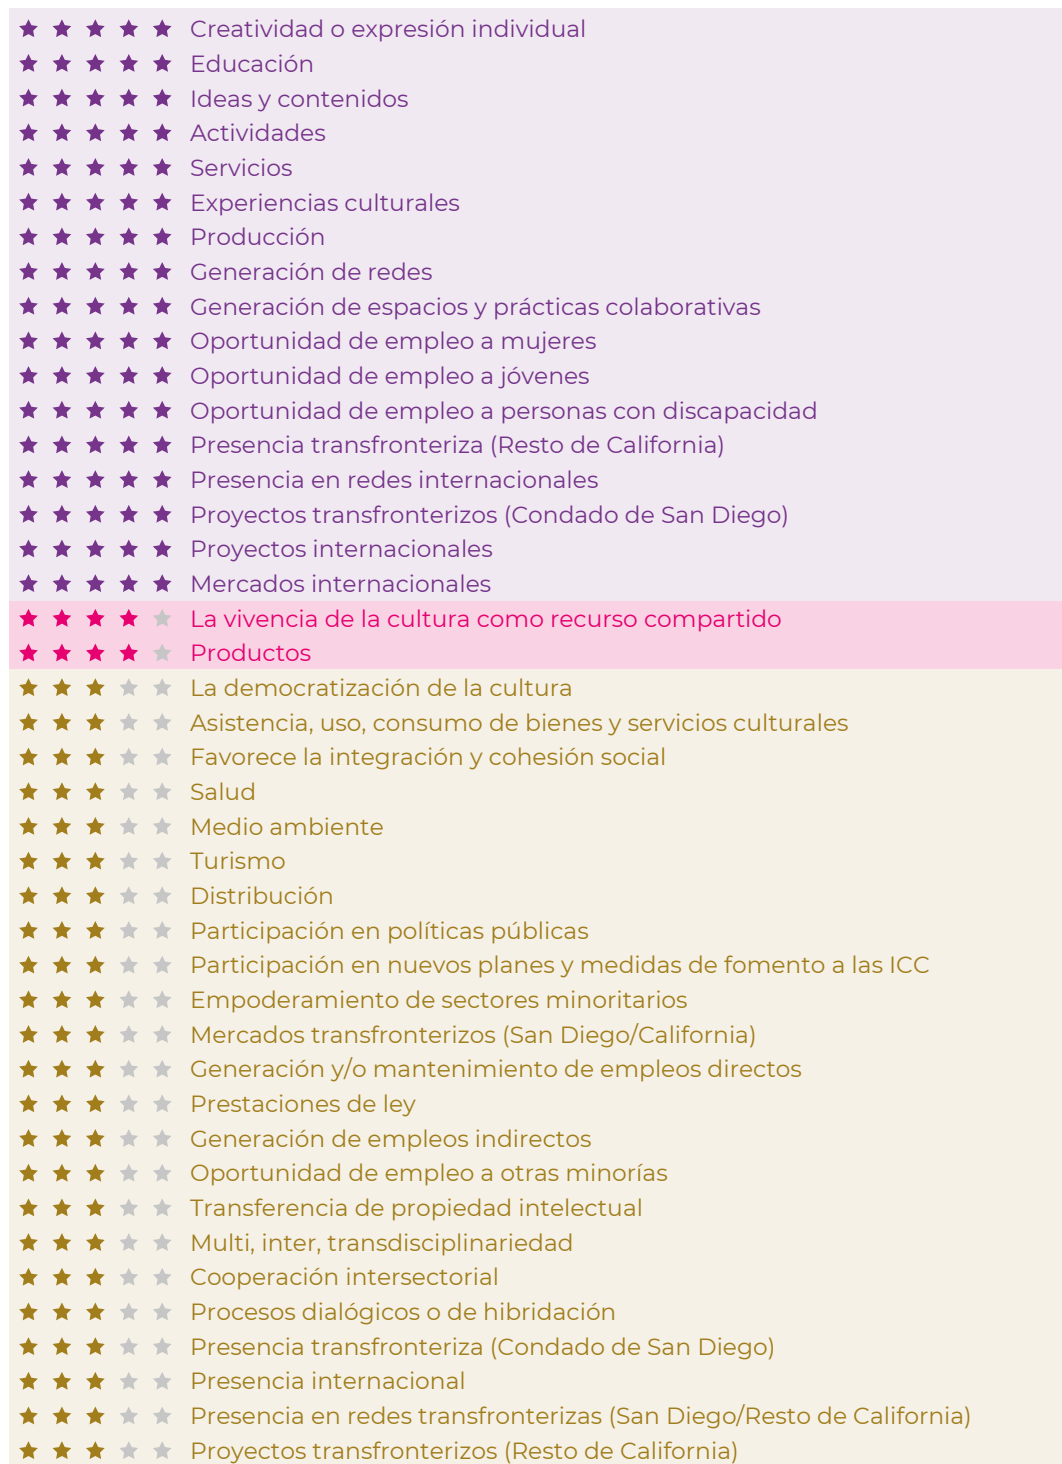 Creatividad o expresión individual
Educación
Ideas y contenidos
Actividades
Servicios
Experiencias culturales
Producción
Generación de redes
Generación de espacios y prácticas colaborativas
Oportunidad de empleo a mujeres
Oportunidad de empleo a jóvenes
Oportunidad de empleo a personas con discapacidad
Presencia transfronteriza (Resto de California)
Presencia en redes internacionales
Proyectos transfronterizos (Condado de San Diego)
Proyectos internacionales
Mercados internacionales
La vivencia de la cultura como recurso compartido
Productos
La democratización de la cultura
Asistencia, uso, consumo de bienes y servicios culturales
Favorece la integración y cohesión social
Salud
Medio ambiente
Turismo
Distribución
Participación en políticas públicas
Participación en nuevos planes y medidas de fomento a las ICC
Empoderamiento de sectores minoritarios
Mercados transfronterizos (San Diego/California)
Generación y/o mantenimiento de empleos directos
Prestaciones de ley
Generación de empleos indirectos
Oportunidad de empleo a otras minorías
Transferencia de propiedad intelectual
Multi, inter, transdisciplinariedad
Cooperación intersectorial
Procesos dialógicos o de hibridación
Presencia transfronteriza (Condado de San Diego)
Presencia internacional
Presencia en redes transfronterizas (San Diego/Resto de California)
Proyectos transfronterizos (Resto de California)